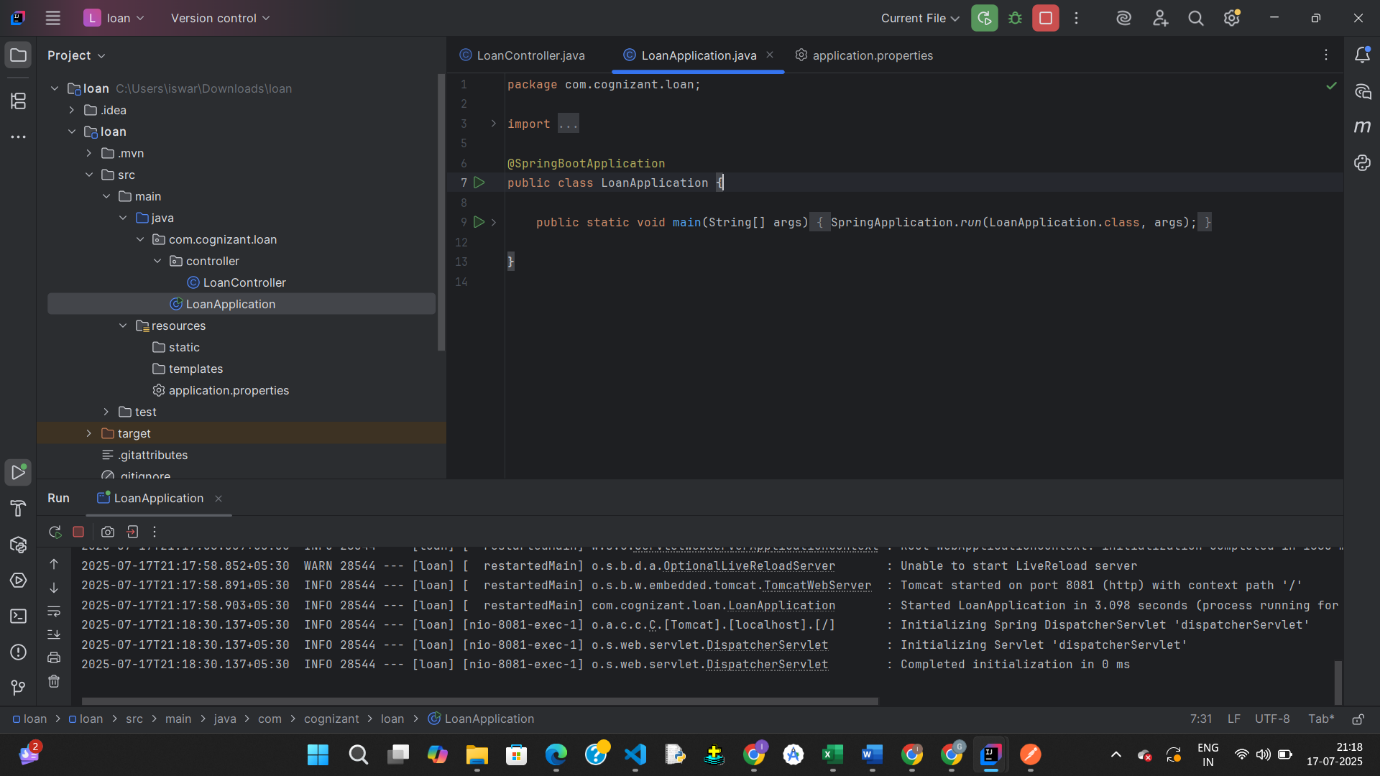 L loan Version control Current File
Project
LoanController.java LoanApplication.java application.properties
loan C:\Users\iswar\Downloads\loan
.idea
loan
.mvn
src
main
java
com.cognizant.loan
controller
LoanController
LoanApplication
resources
static
templates
application.properties
test
target
.gitattributes
.gitignore
1 package com.cognizant.loan;
2
3 import ...
5
6 @SpringBootApplication
7 public class LoanApplication {
8
9 public static void main(String[] args) { SpringApplication.run(LoanApplication.class, args); }
12
13 }
14
m
Run LoanApplication
2025-07-17T21:17:58.852+05:30 WARN 28544 --- [loan] [ restartedMain] o.s.b.d.a.OptionalLiveReloadServer : Unable to start LiveReload server
2025-07-17T21:17:58.891+05:30 INFO 28544 --- [loan] [ restartedMain] o.s.b.w.embedded.tomcat.TomcatWebServer : Tomcat started on port 8081 (http) with context path '/'
2025-07-17T21:17:58.903+05:30 INFO 28544 --- [loan] [ restartedMain] com.cognizant.loan.LoanApplication : Started LoanApplication in 3.098 seconds (process running for
2025-07-17T21:18:30.137+05:30 INFO 28544 --- [loan] [nio-8081-exec-1] o.a.c.c.C.[Tomcat].[localhost].[/] : Initializing Spring DispatcherServlet 'dispatcherServlet'
2025-07-17T21:18:30.137+05:30 INFO 28544 --- [loan] [nio-8081-exec-1] o.s.web.servlet.DispatcherServlet : Initializing Servlet 'dispatcherServlet'
2025-07-17T21:18:30.137+05:30 INFO 28544 --- [loan] [nio-8081-exec-1] o.s.web.servlet.DispatcherServlet : Completed initialization in 0 ms
loan > loan > src > main > java > com > cognizant > loan > LoanApplication 7:31 LF UTF-8 Tab*
2 ENG IN 21:18 17-07-2025